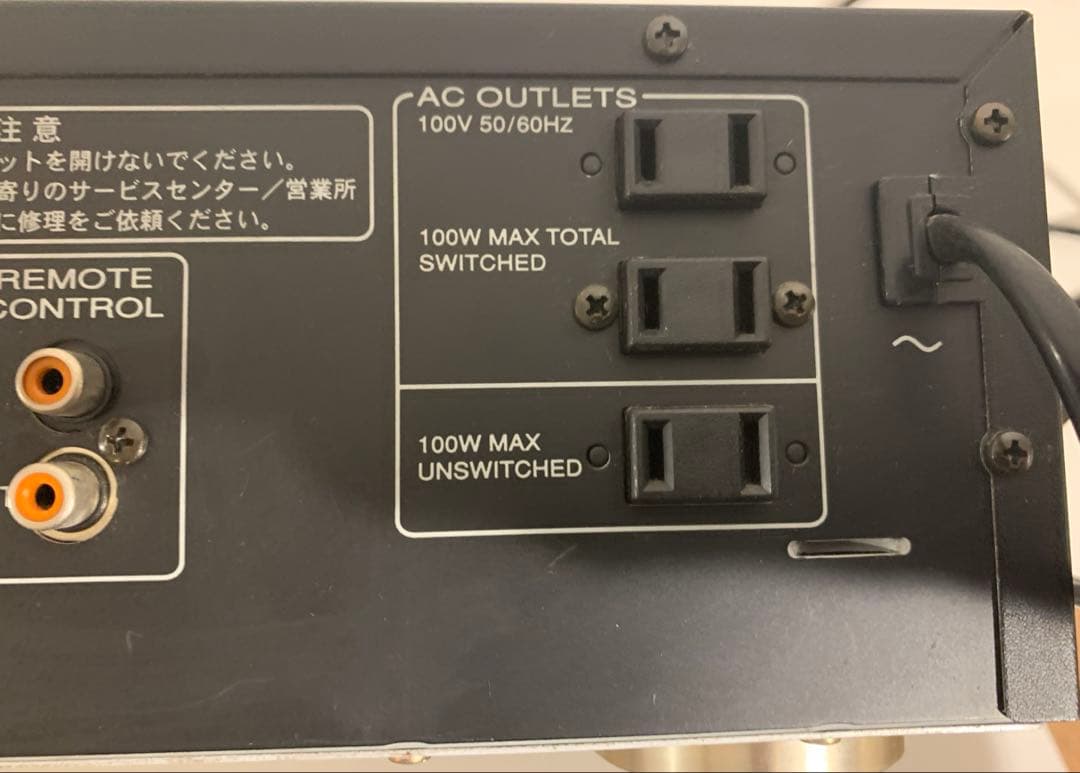 注意
ットを開けないでください。
寄りのサービスセンター／営業所
に修理をご依頼ください。
REMOTE
CONTROL
AC OUTLETS
100V 50/60HZ
100W MAX TOTAL
SWITCHED
100W MAX
UNSWITCHED
~